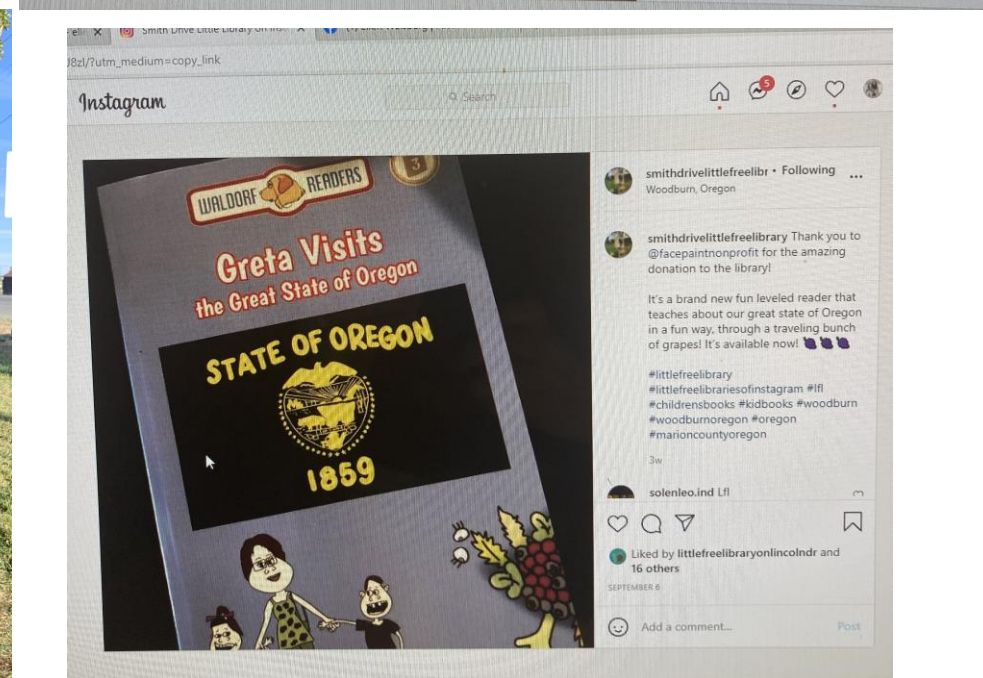 Smith Drive Little Library on
/?utm_medium=copy_link
Instagram
Search
5
WALDORF READERS
3
Greta Visits
the Great State of Oregon
STATE OF OREGON
1859
smithdrivelittlefreelibr • Following
Woodburn, Oregon
smithdrivelittlefreelibrary Thank you to
@facepaintnonprofit for the amazing
donation to the library!
It's a brand new fun leveled reader that
teaches about our great state of Oregon
in a fun way, through a traveling bunch
of grapes! It's available now! 🍇🍇🍇
#littlefreelibrary
#littlefreelibrariesofinstagram #lfl
#childrensbooks #kidbooks #woodburn
#woodburnoregon #oregon
#marioncountyoregon
3w
solenleo.ind Lfl
Liked by littlefreelibraryonlincolndr and
16 others
SEPTEMBER 6
Add a comment...
Post